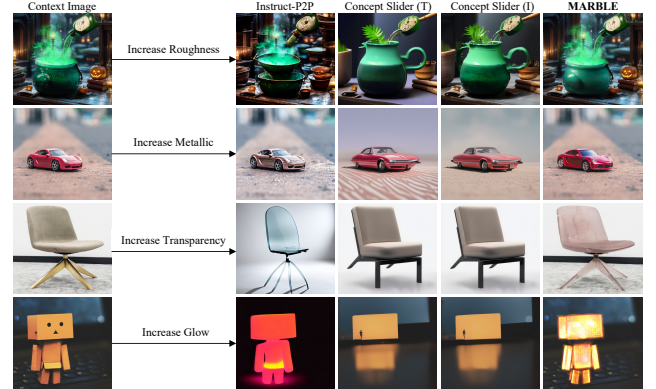 Context Image
Instruct-P2P
Concept Slider (T)
Concept Slider (I)
MARBLE
Increase Roughness
Increase Metallic
Increase Transparency
Increase Glow